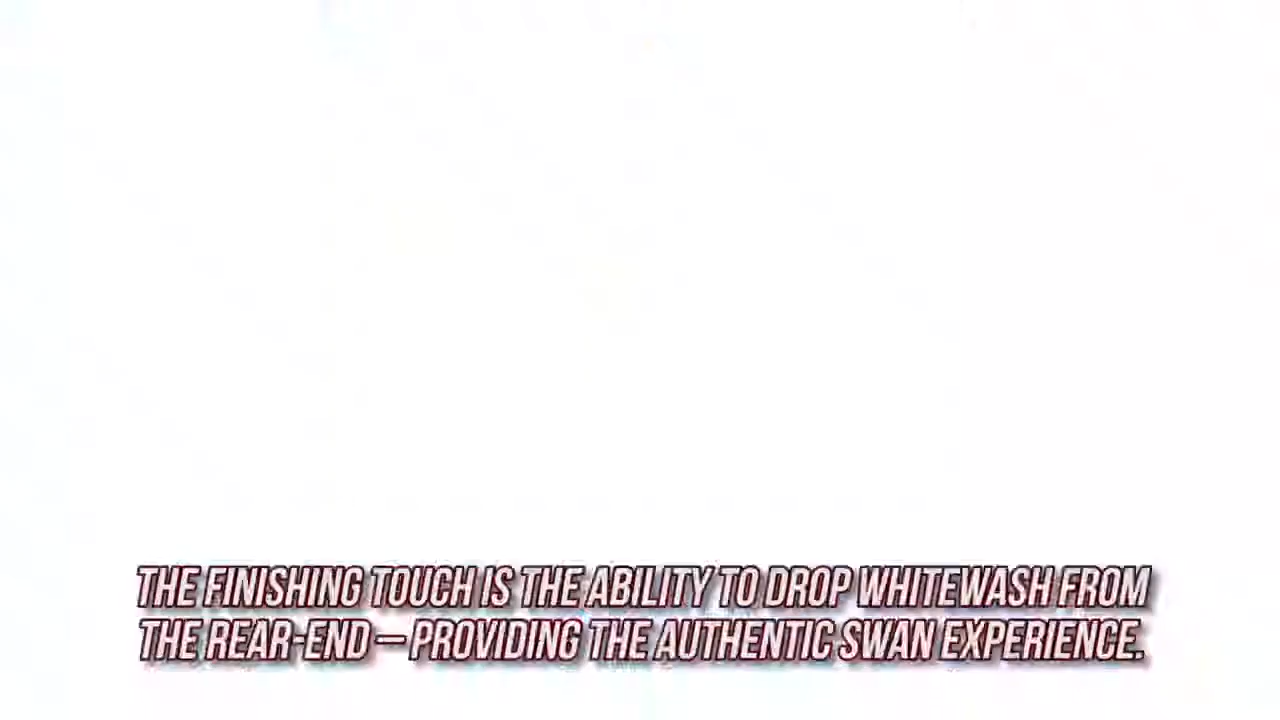 THE FINISHING TOUCH IS THE ABILITY TO DROP WHITEWASH FROM
THE REAR-END – PROVIDING THE AUTHENTIC SWAN EXPERIENCE.